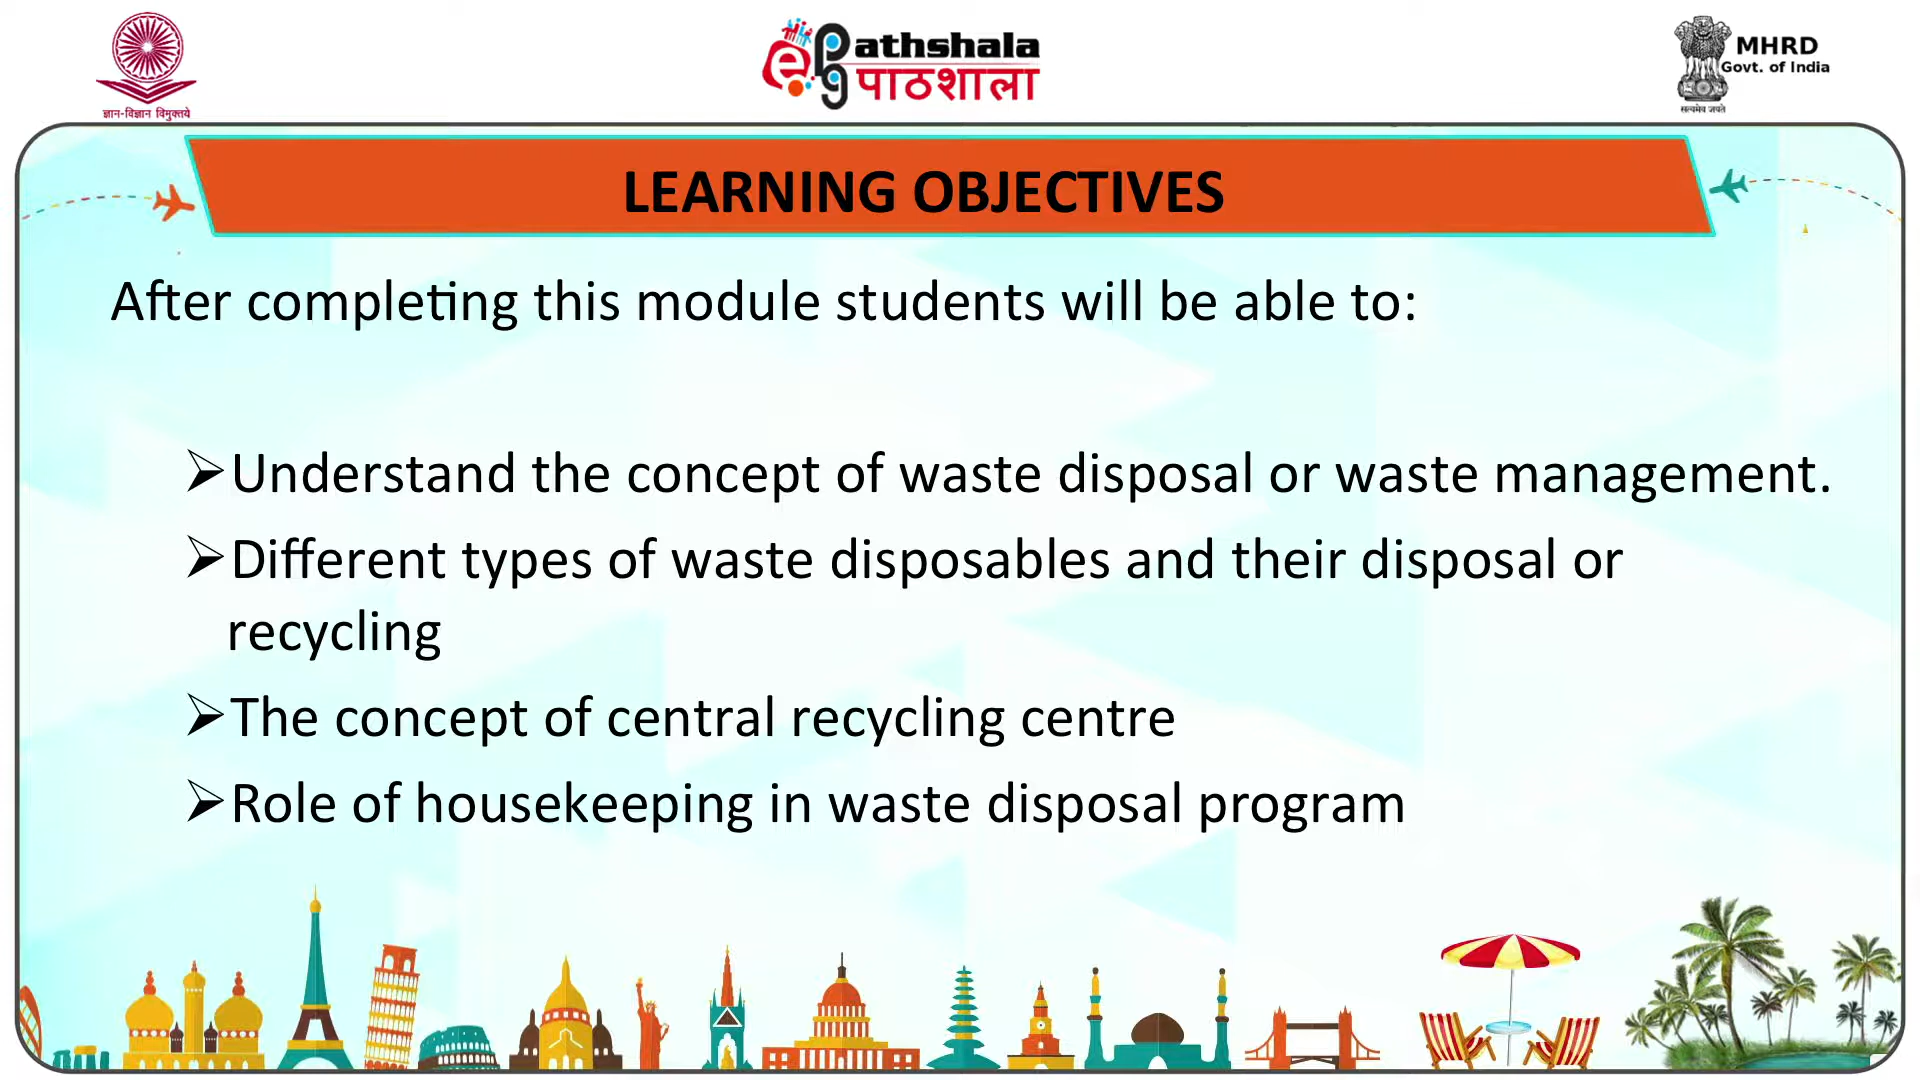 ज्ञान-विज्ञान विमुक्तये
ePG Pathshala
पाठशाला
MHRD
Govt. of India
सत्यमेव जयते
LEARNING OBJECTIVES
After completing this module students will be able to:
➢Understand the concept of waste disposal or waste management.
➢Different types of waste disposables and their disposal or
recycling
➢The concept of central recycling centre
➢Role of housekeeping in waste disposal program